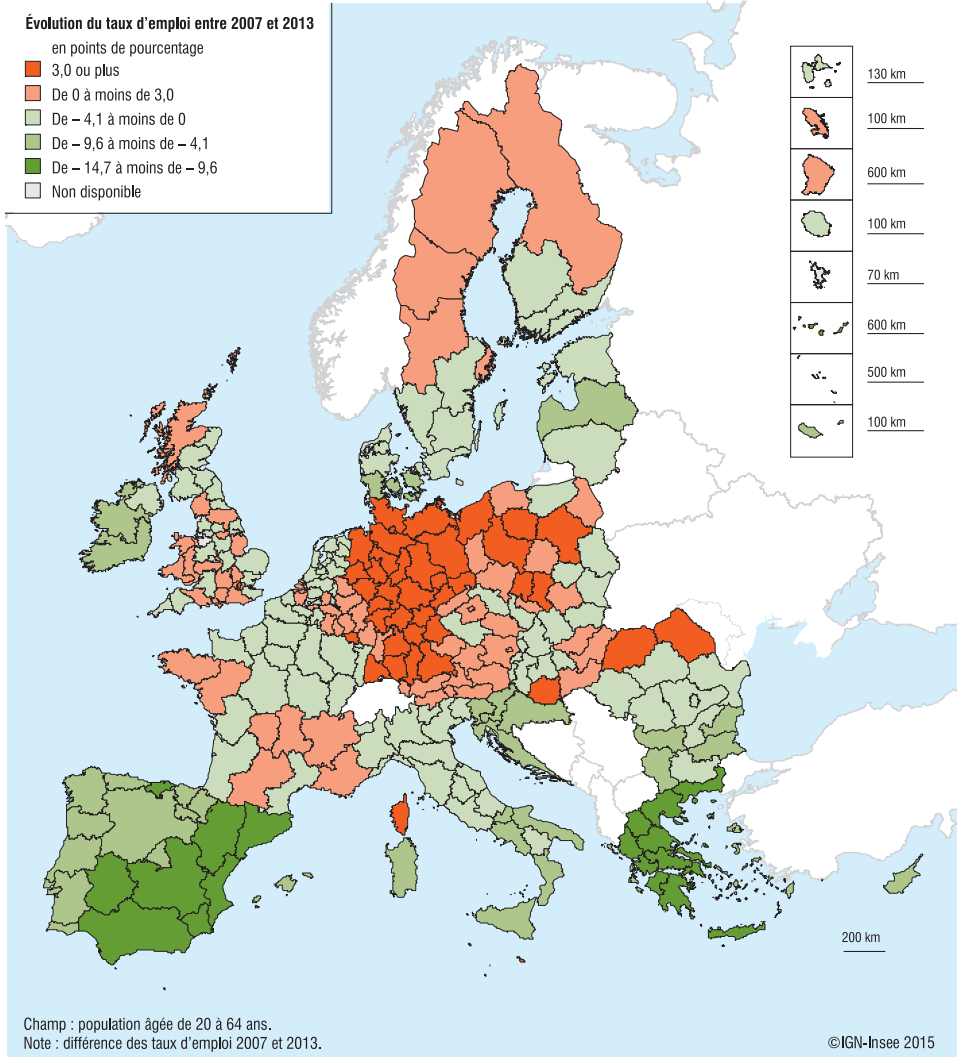 Évolution du taux d’emploi entre 2007 et 2013
en points de pourcentage
3,0 ou plus
De 0 à moins de 3,0
De – 4,1 à moins de 0
De – 9,6 à moins de – 4,1
De – 14,7 à moins de – 9,6
Non disponible
130 km
100 km
600 km
100 km
70 km
600 km
500 km
100 km
200 km
Champ : population âgée de 20 à 64 ans.
Note : différence des taux d’emploi 2007 et 2013.
©IGN-Insee 2015